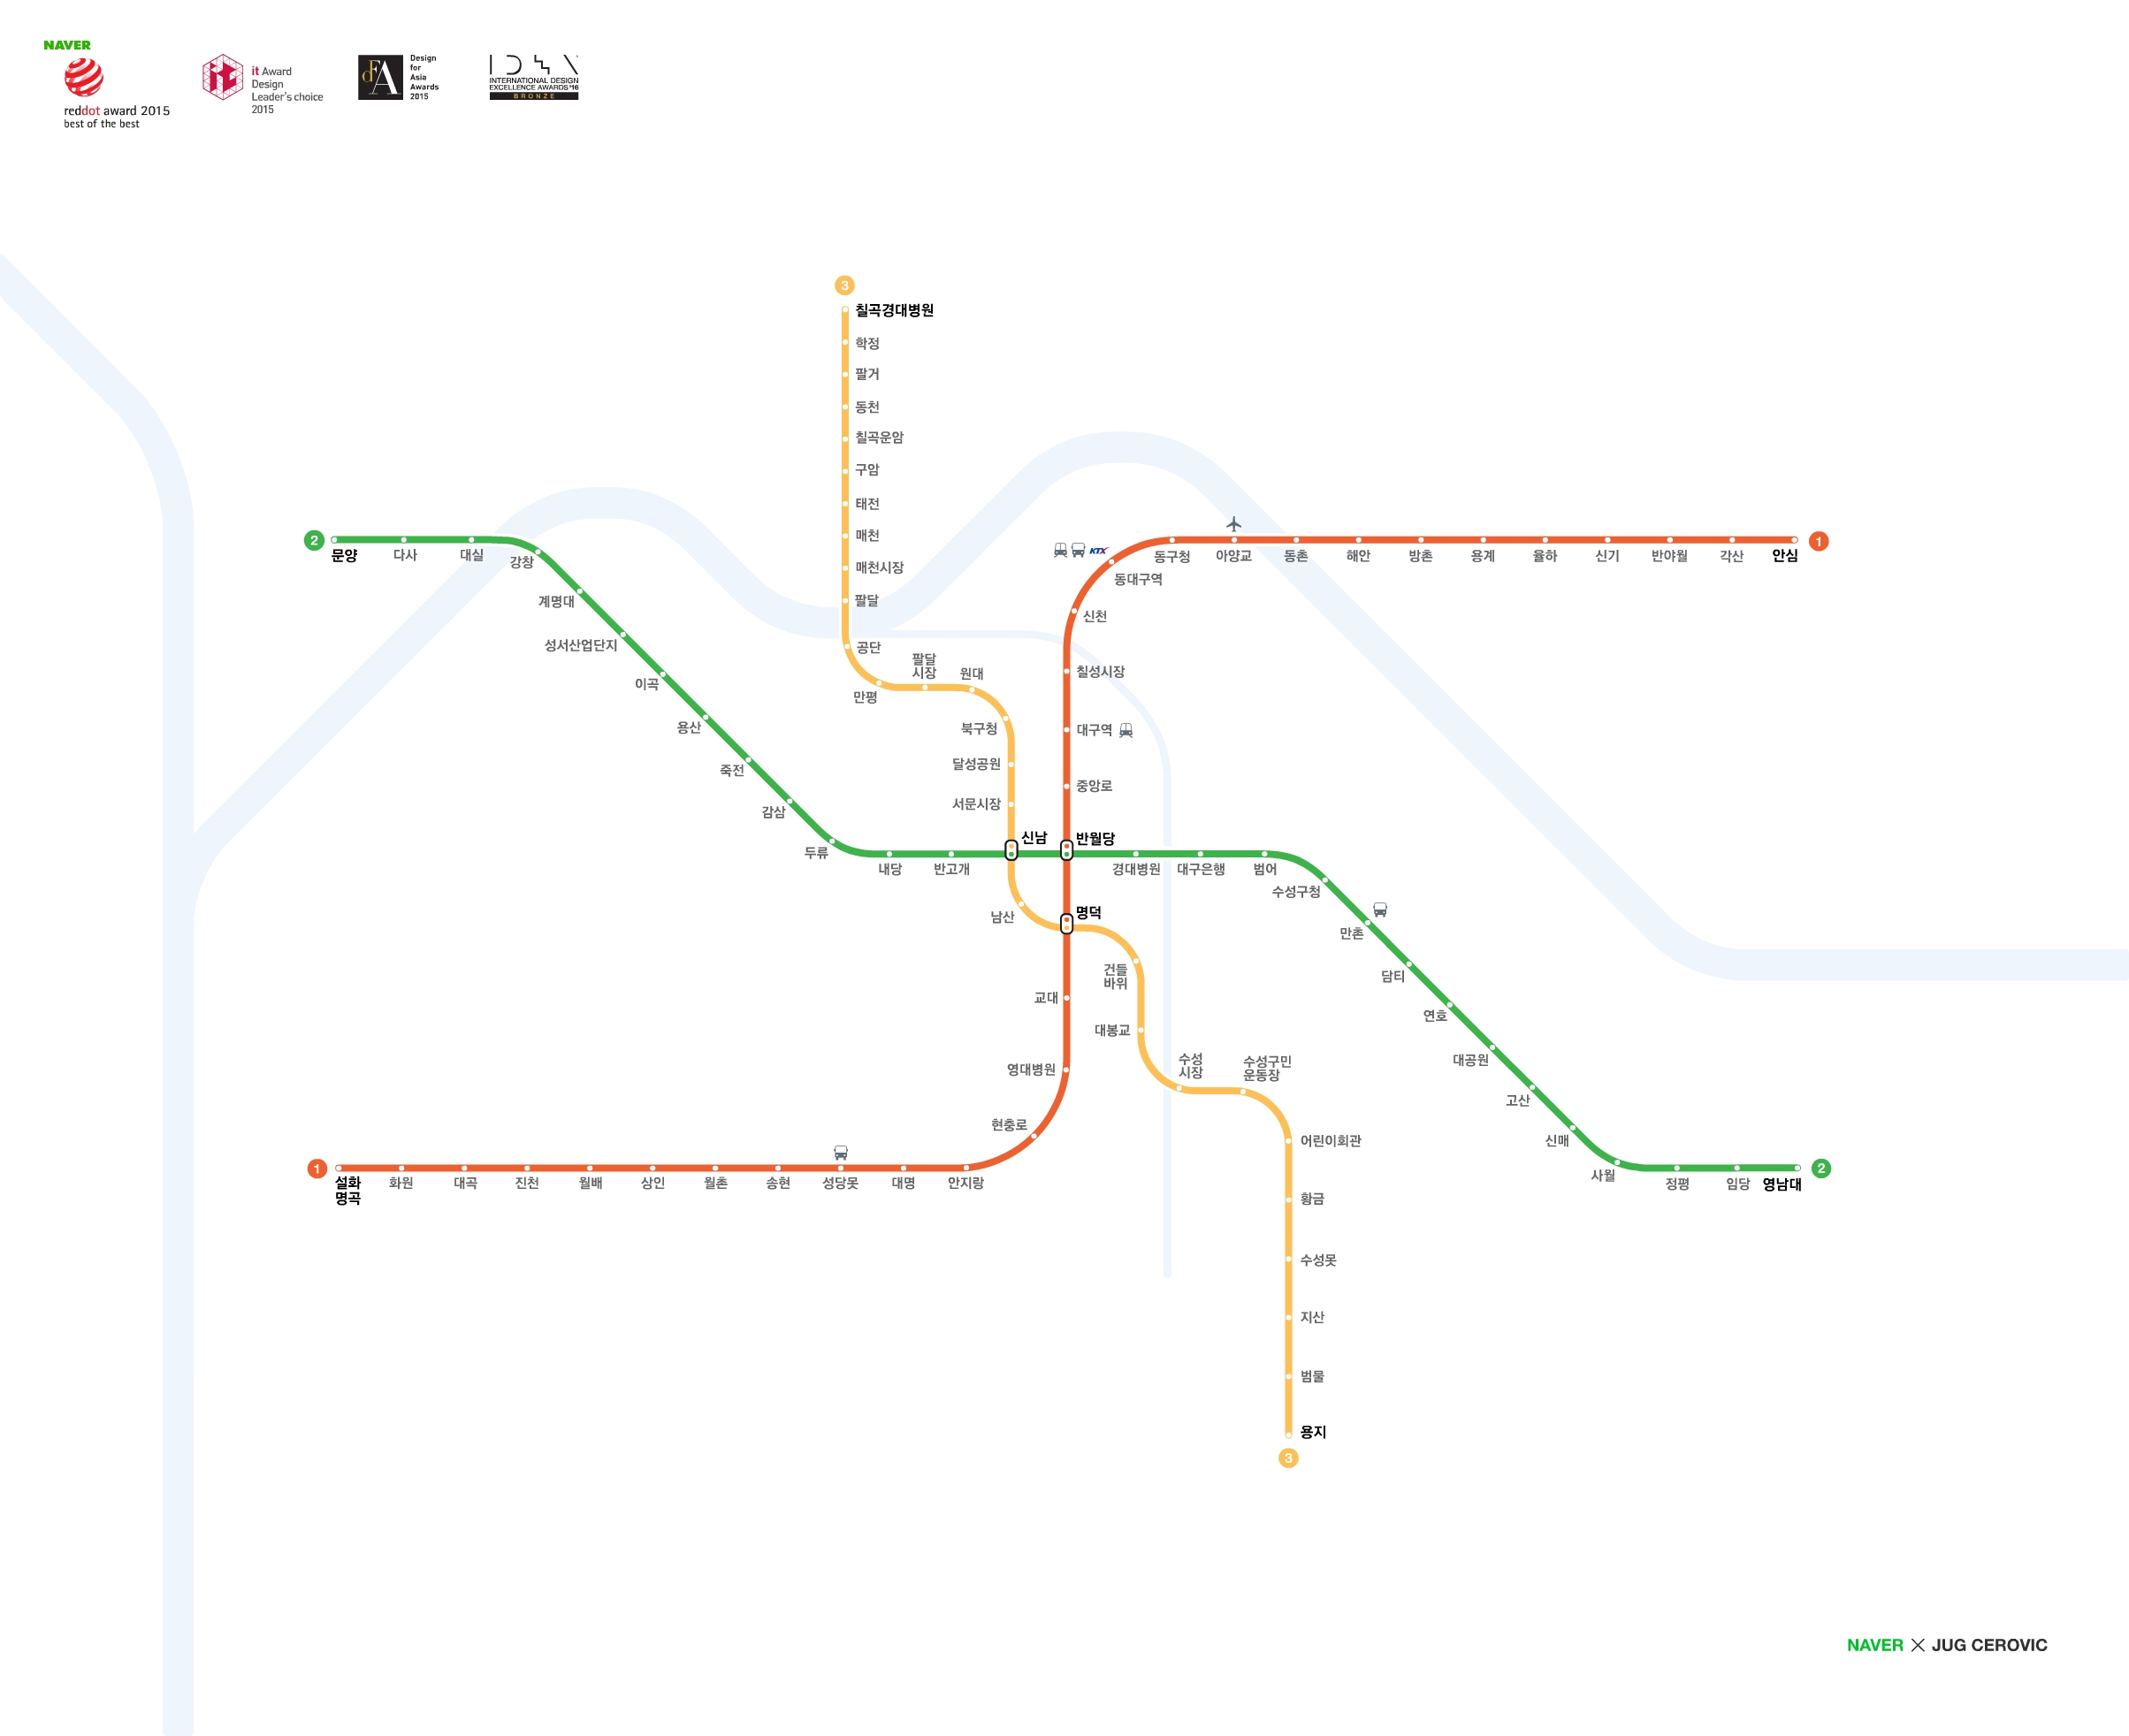 NAVER
reddot award 2015
best of the best
it Award
Design
Leader's choice
2015
dFA
Design
for
Asia
Awards
2015
INTERNATIONAL DESIGN
EXCELLENCE AWARDS '16
BRONZE
3
칠곡경대병원
학정
팔거
동천
칠곡운암
구암
태전
매천
매천시장
팔달
공단
만평
팔달
시장
원대
북구청
달성공원
서문시장
신남
남산
명덕
건들
바위
대봉교
수성
시장
수성구민
운동장
어린이회관
황금
수성못
지산
범물
용지
3
2
문양
다사
대실
강창
계명대
성서산업단지
이곡
용산
죽전
감삼
두류
내당
반고개
반월당
경대병원
대구은행
범어
수성구청
만촌
담티
연호
대공원
고산
신매
사월
정평
임당
영남대
2
KTX
동대구역
동구청
아양교
동촌
해안
방촌
용계
율하
신기
반야월
각산
안심
1
신천
칠성시장
대구역
중앙로
교대
영대병원
현충로
1
설화
명곡
화원
대곡
진천
월배
상인
월촌
송현
성당못
대명
안지랑
NAVER × JUG CEROVIC